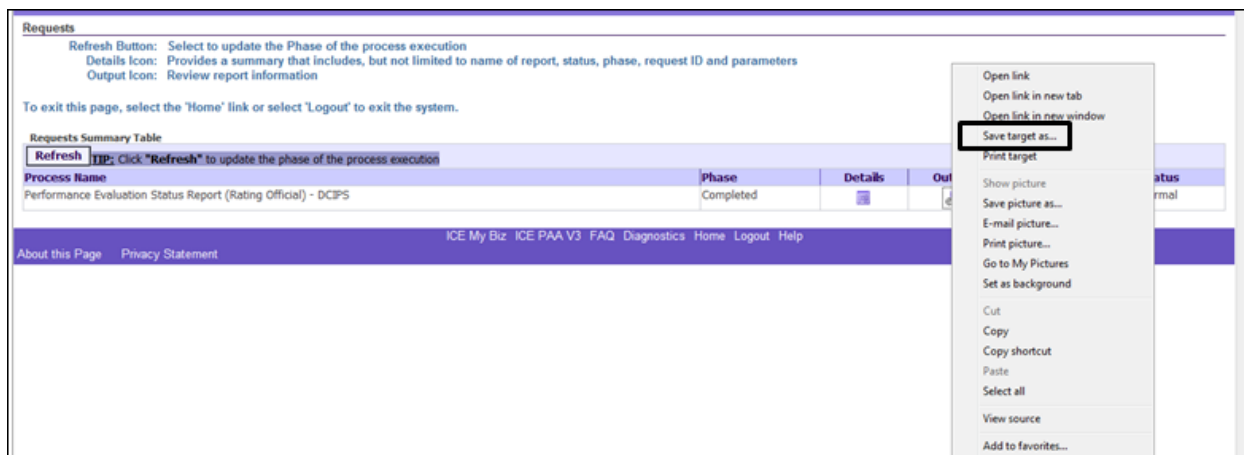 Requests
Refresh Button: Select to update the Phase of the process execution
Details Icon: Provides a summary that includes, but not limited to name of report, status, phase, request ID and parameters
Output Icon: Review report information
To exit this page, select the 'Home' link or select 'Logout' to exit the system.
Requests Summary Table
Refresh TIP: Click "Refresh" to update the phase of the process execution
Process Name Phase Details Out atus
Performance Evaluation Status Report (Rating Official) - DCIPS Completed rmal
ICE My Biz ICE PAA V3 FAQ Diagnostics Home Logout Help
About this Page Privacy Statement
Open link
Open link in new tab
Open link in new window
Save target as...
Print target
Show picture
Save picture as...
E-mail picture...
Print picture...
Go to My Pictures
Set as background
Cut
Copy
Copy shortcut
Paste
Select all
View source
Add to favorites...